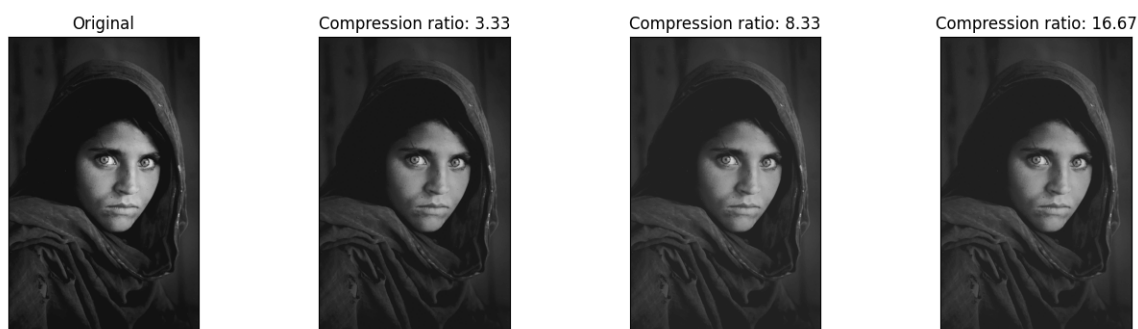 Original
Compression ratio: 3.33
Compression ratio: 8.33
Compression ratio: 16.67